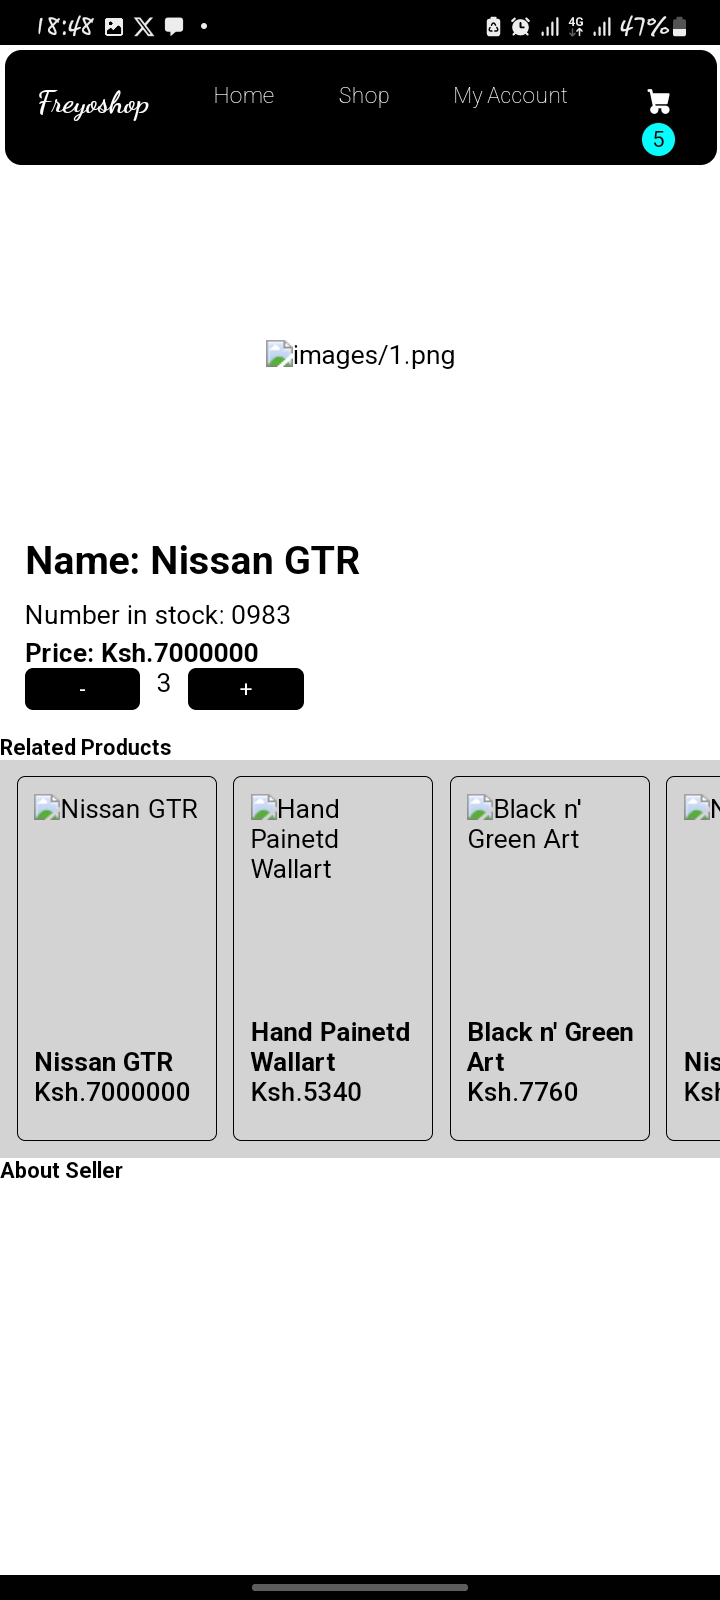 18:48 4G 47%
Freyoshop Home Shop My Account
5
images/1.png
Name: Nissan GTR
Number in stock: 0983
Price: Ksh.7000000
- 3 +
Related Products
Nissan GTR
Hand
Painetd
Wallart
Black n'
Green Art
N
Nissan GTR
Ksh.7000000
Hand Painetd
Wallart
Ksh.5340
Black n' Green
Art
Ksh.7760
Nis
Ksh
About Seller